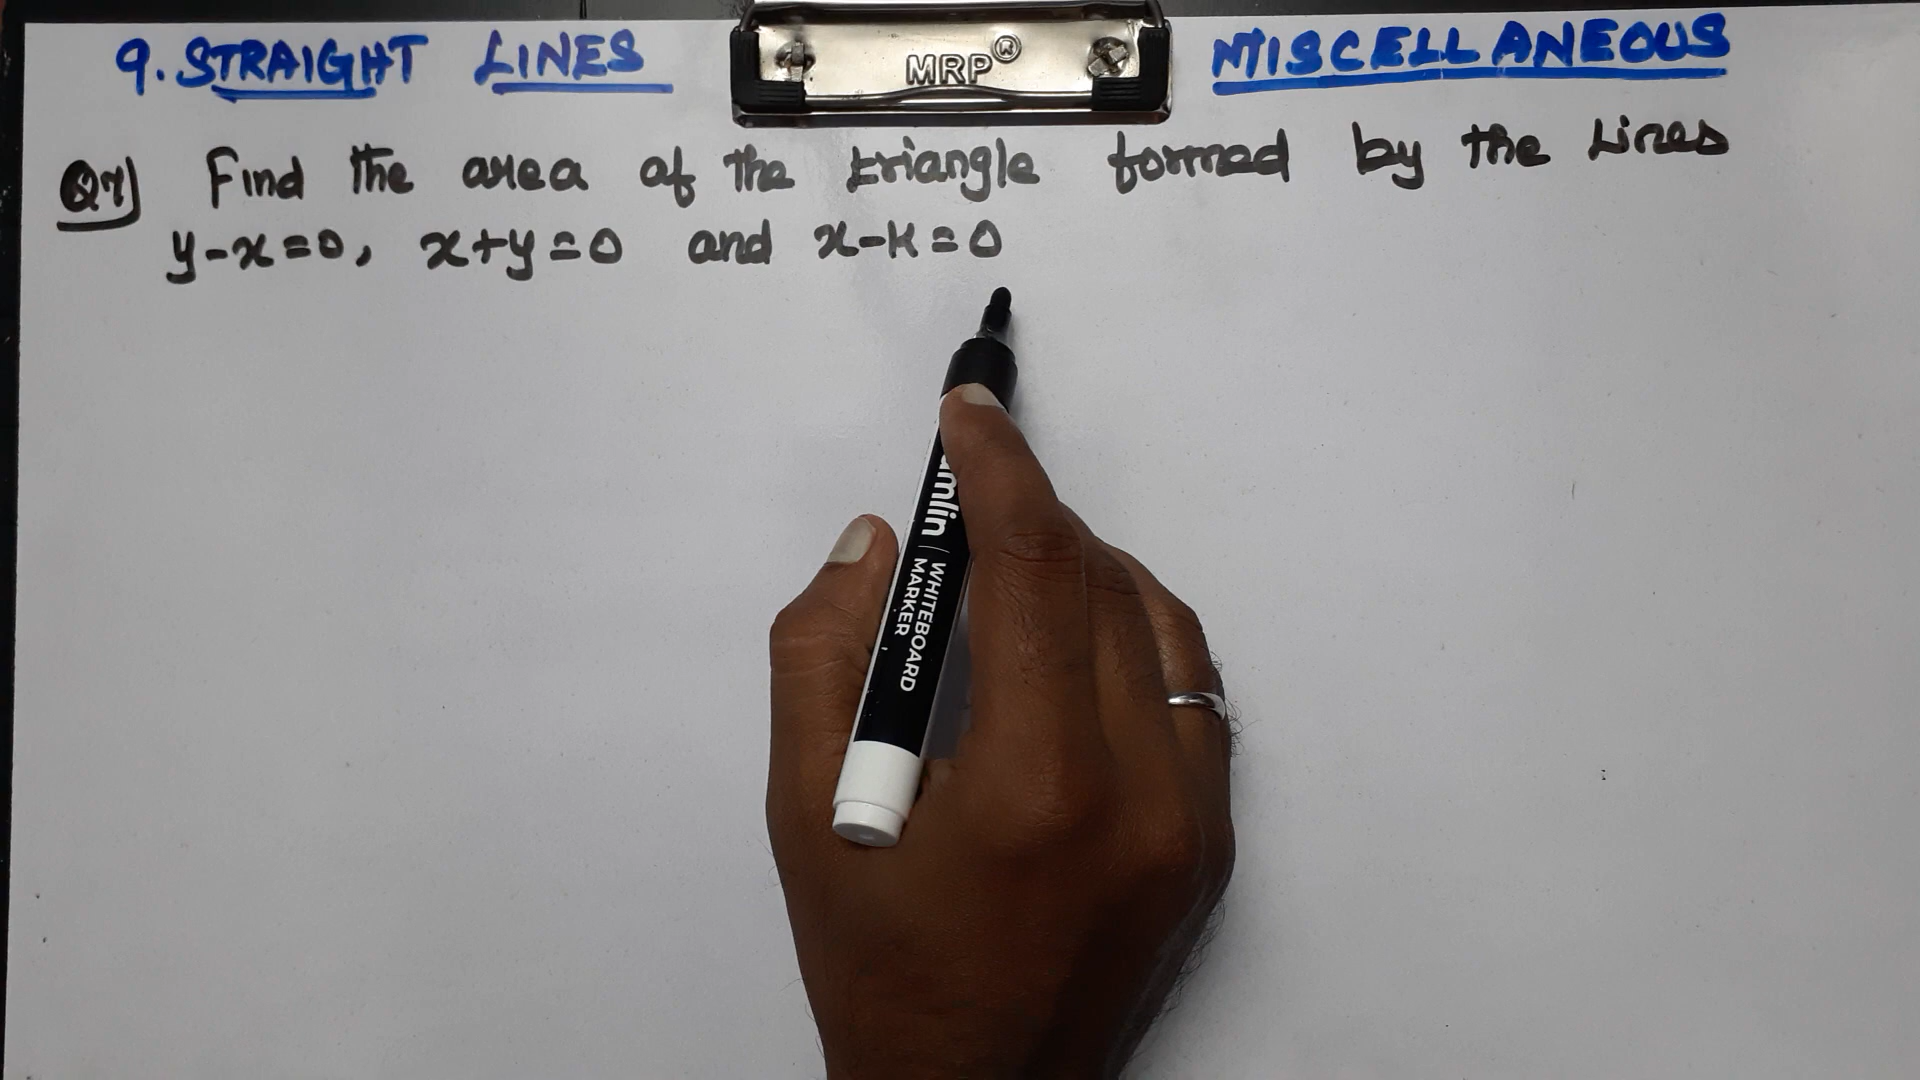 9. STRAIGHT LINES
MRP®
MISCELLANEOUS
Q7) Find the area of the triangle formed by the Lines
y-x=0, x+y=0 and x-k=0
amlin
WHITEBOARD
MARKER